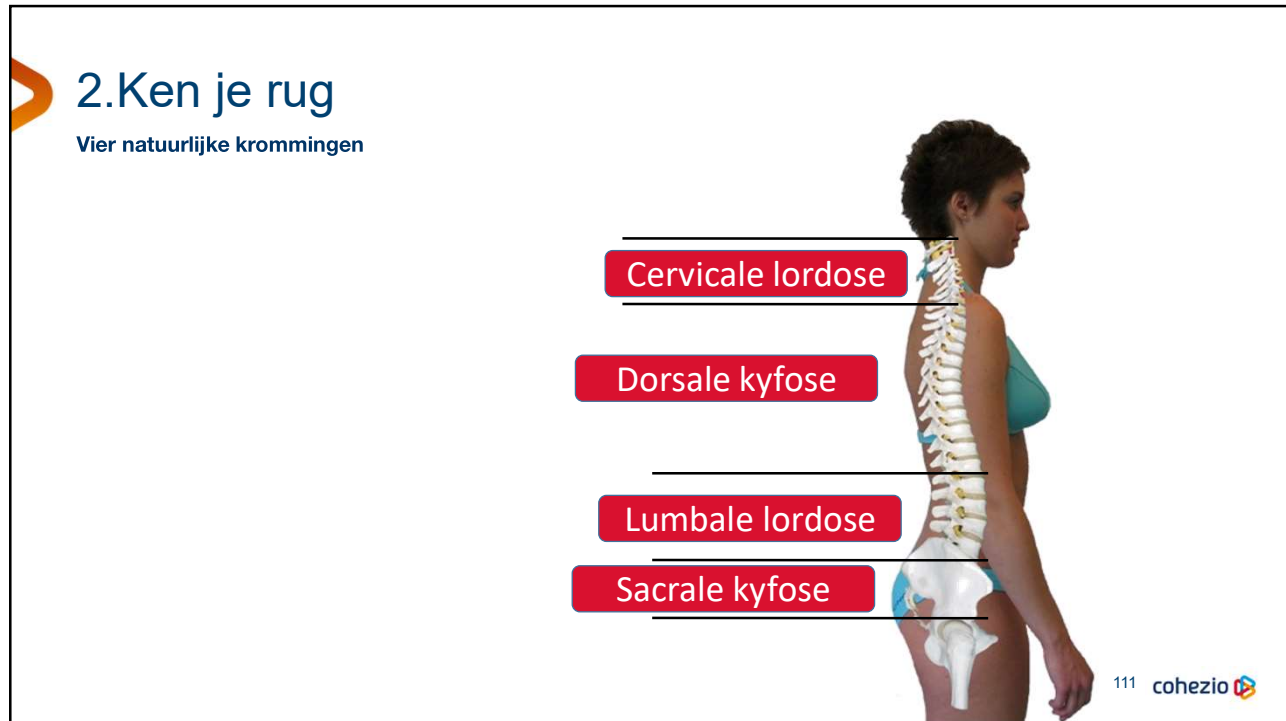 2.Ken je rug
Vier natuurlijke krommingen
Cervicale lordose
Dorsale kyfose
Lumbale lordose
Sacrale kyfose
111 cohezio